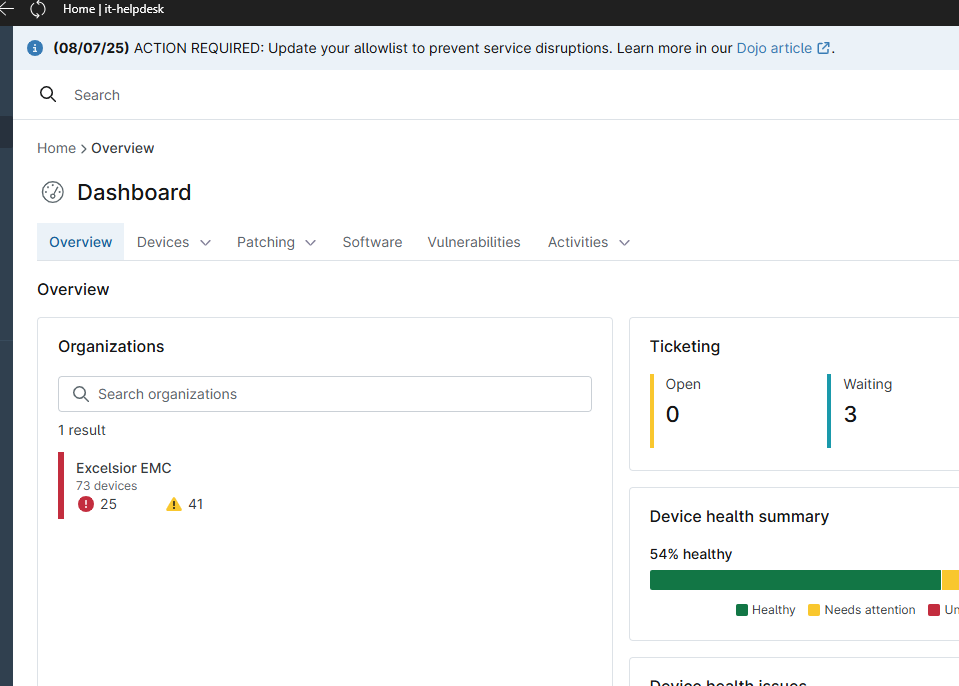 Home | it-helpdesk
(08/07/25) ACTION REQUIRED: Update your allowlist to prevent service disruptions. Learn more in our Dojo article.
Search
Home > Overview
Dashboard
Overview Devices Patching Software Vulnerabilities Activities
Overview
Organizations
Search organizations
1 result
Excelsior EMC
73 devices
25 41
Ticketing
Open Waiting
0 3
Device health summary
54% healthy
Healthy Needs attention Un
Device health issues